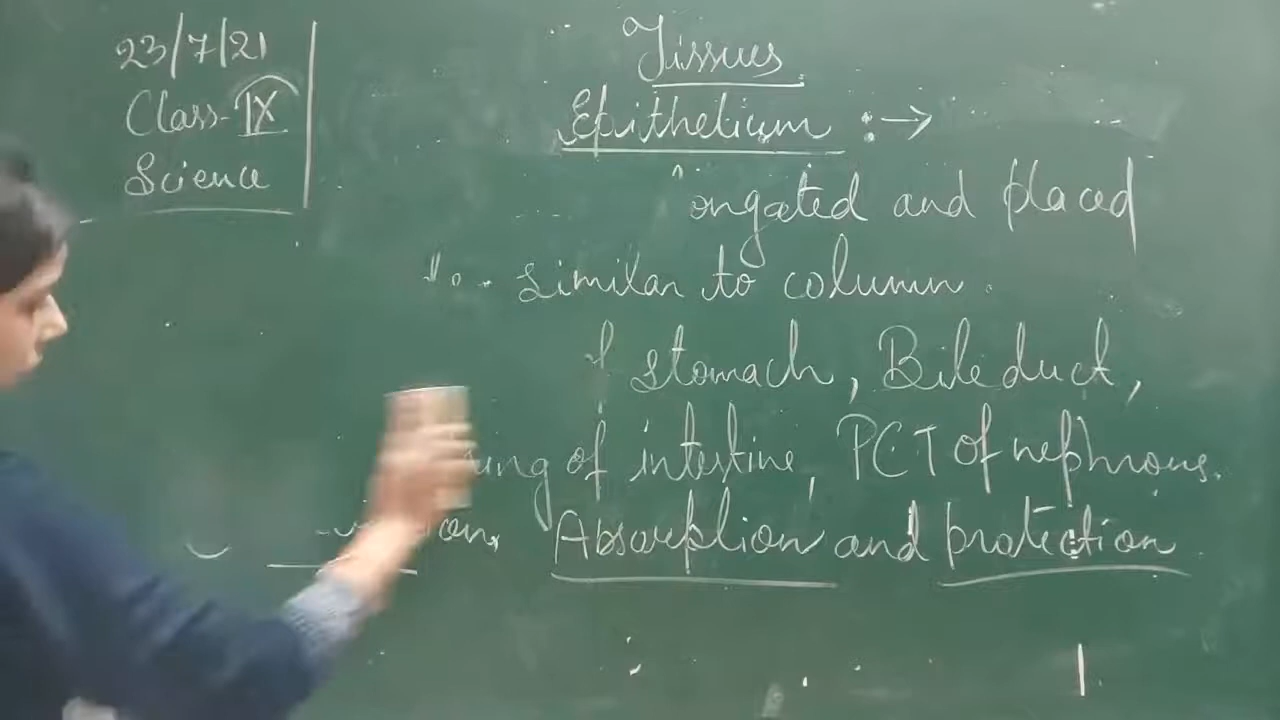 23/7/21
Class-IX
Science
Tissues
Epithelium :→
ongated and placed
similar to column.
of stomach, Bile duct,
of intestine, PCT of nephrons.
Absorption and protection